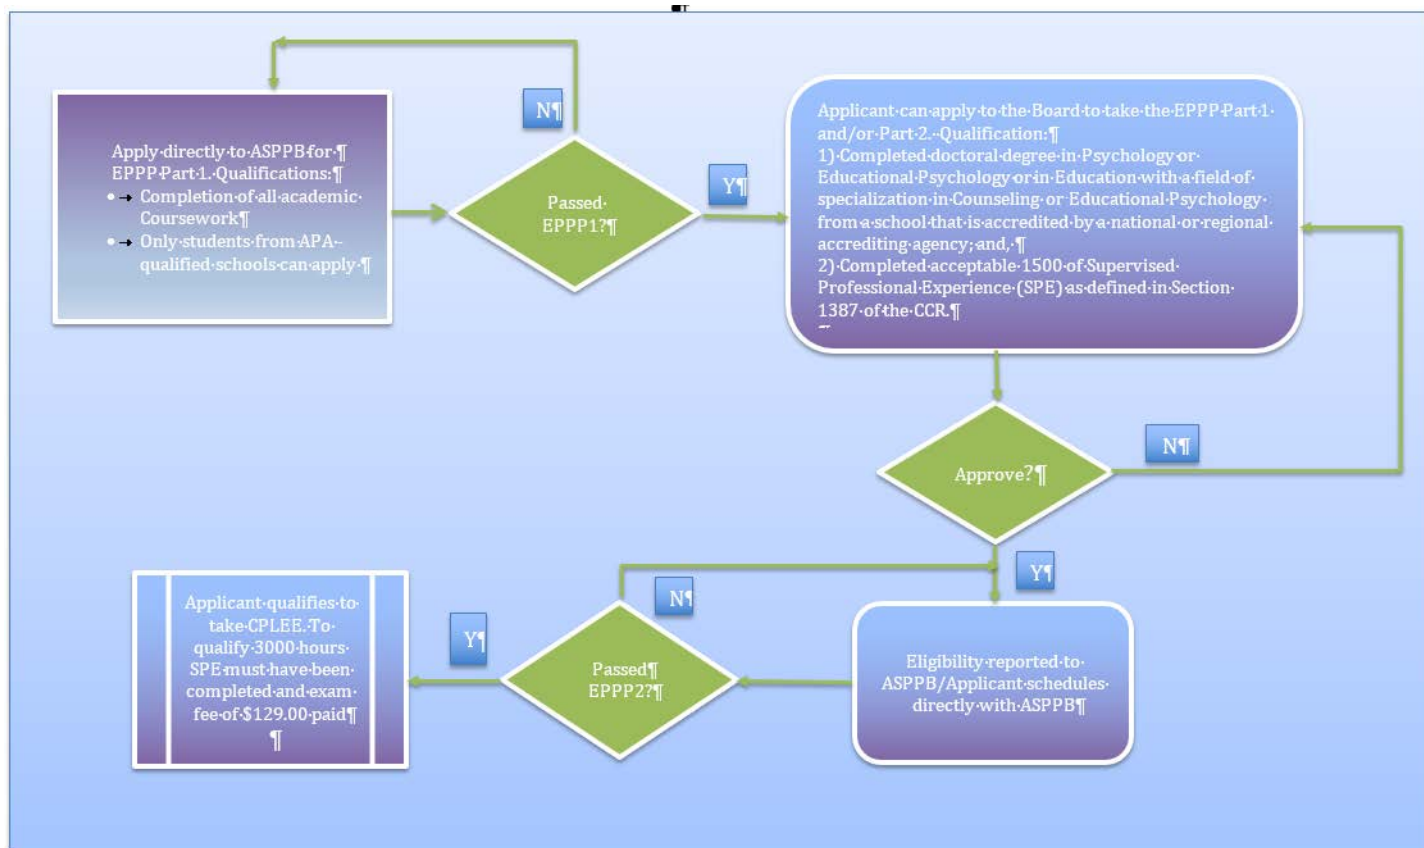 ¶
N¶
Apply directly to ASPPB for ¶
EPPP Part 1. Qualifications:¶
• → Completion of all academic
Coursework¶
• → Only students from APA-
qualified schools can apply ¶
Passed
EPPP1?¶
Y¶
Applicant can apply to the Board to take the EPPP Part 1
and/or Part 2. Qualification:¶
1) Completed doctoral degree in Psychology or
Educational Psychology or in Education with a field of
specialization in Counseling or Educational Psychology
from a school that is accredited by a national or regional
accrediting agency; and, ¶
2) Completed acceptable 1500 of Supervised
Professional Experience (SPE) as defined in Section
1387 of the CCR.¶
¶
Approve?¶
N¶
Y¶
N¶
Y¶
Applicant qualifies to
take CPLEE. To
qualify 3000 hours
SPE must have been
completed and exam
fee of $129.00 paid¶
¶
Passed¶
EPPP2?¶
Eligibility reported to
ASPPB/Applicant schedules
directly with ASPPB¶